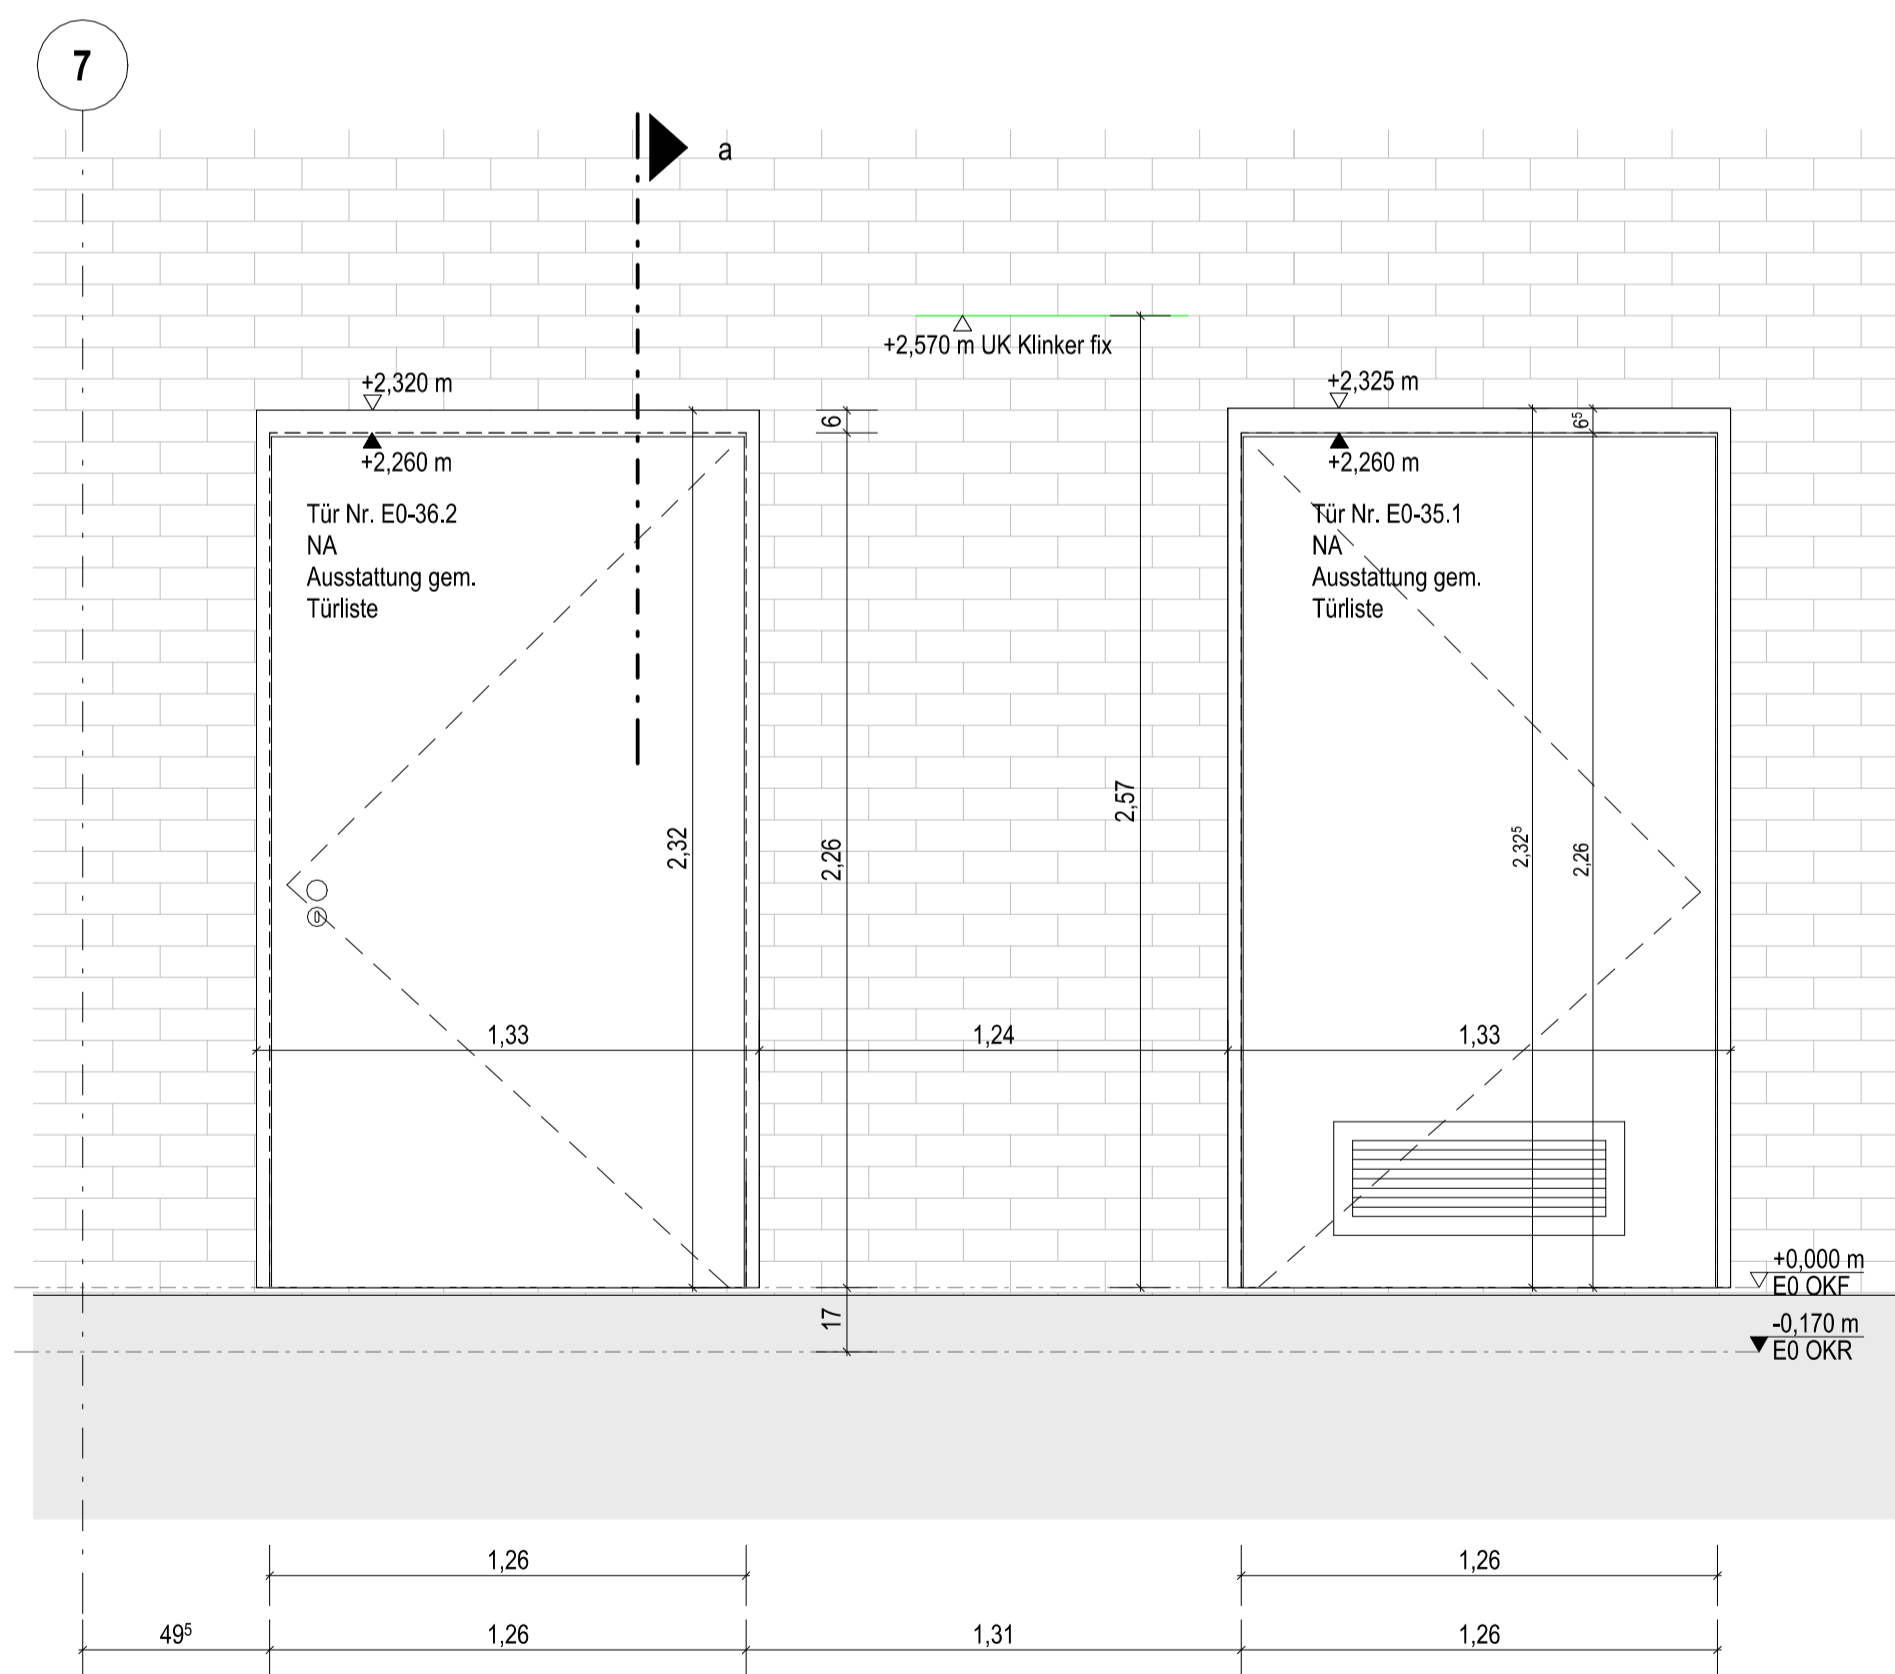 7
a
+2,570 m UK Klinker fix
+2,320 m
+2,325 m
6
6⁵
+2,260 m
+2,260 m
Tür Nr. E0-36.2
NA
Ausstattung gem.
Türliste
Tür Nr. E0-35.1
NA
Ausstattung gem.
Türliste
2,32
2,26
2,57
2,32⁵
2,26
1,33
1,24
1,33
+0,000 m
E0 OKF
17
-0,170 m
E0 OKR
1,26
1,26
49⁵
1,26
1,31
1,26